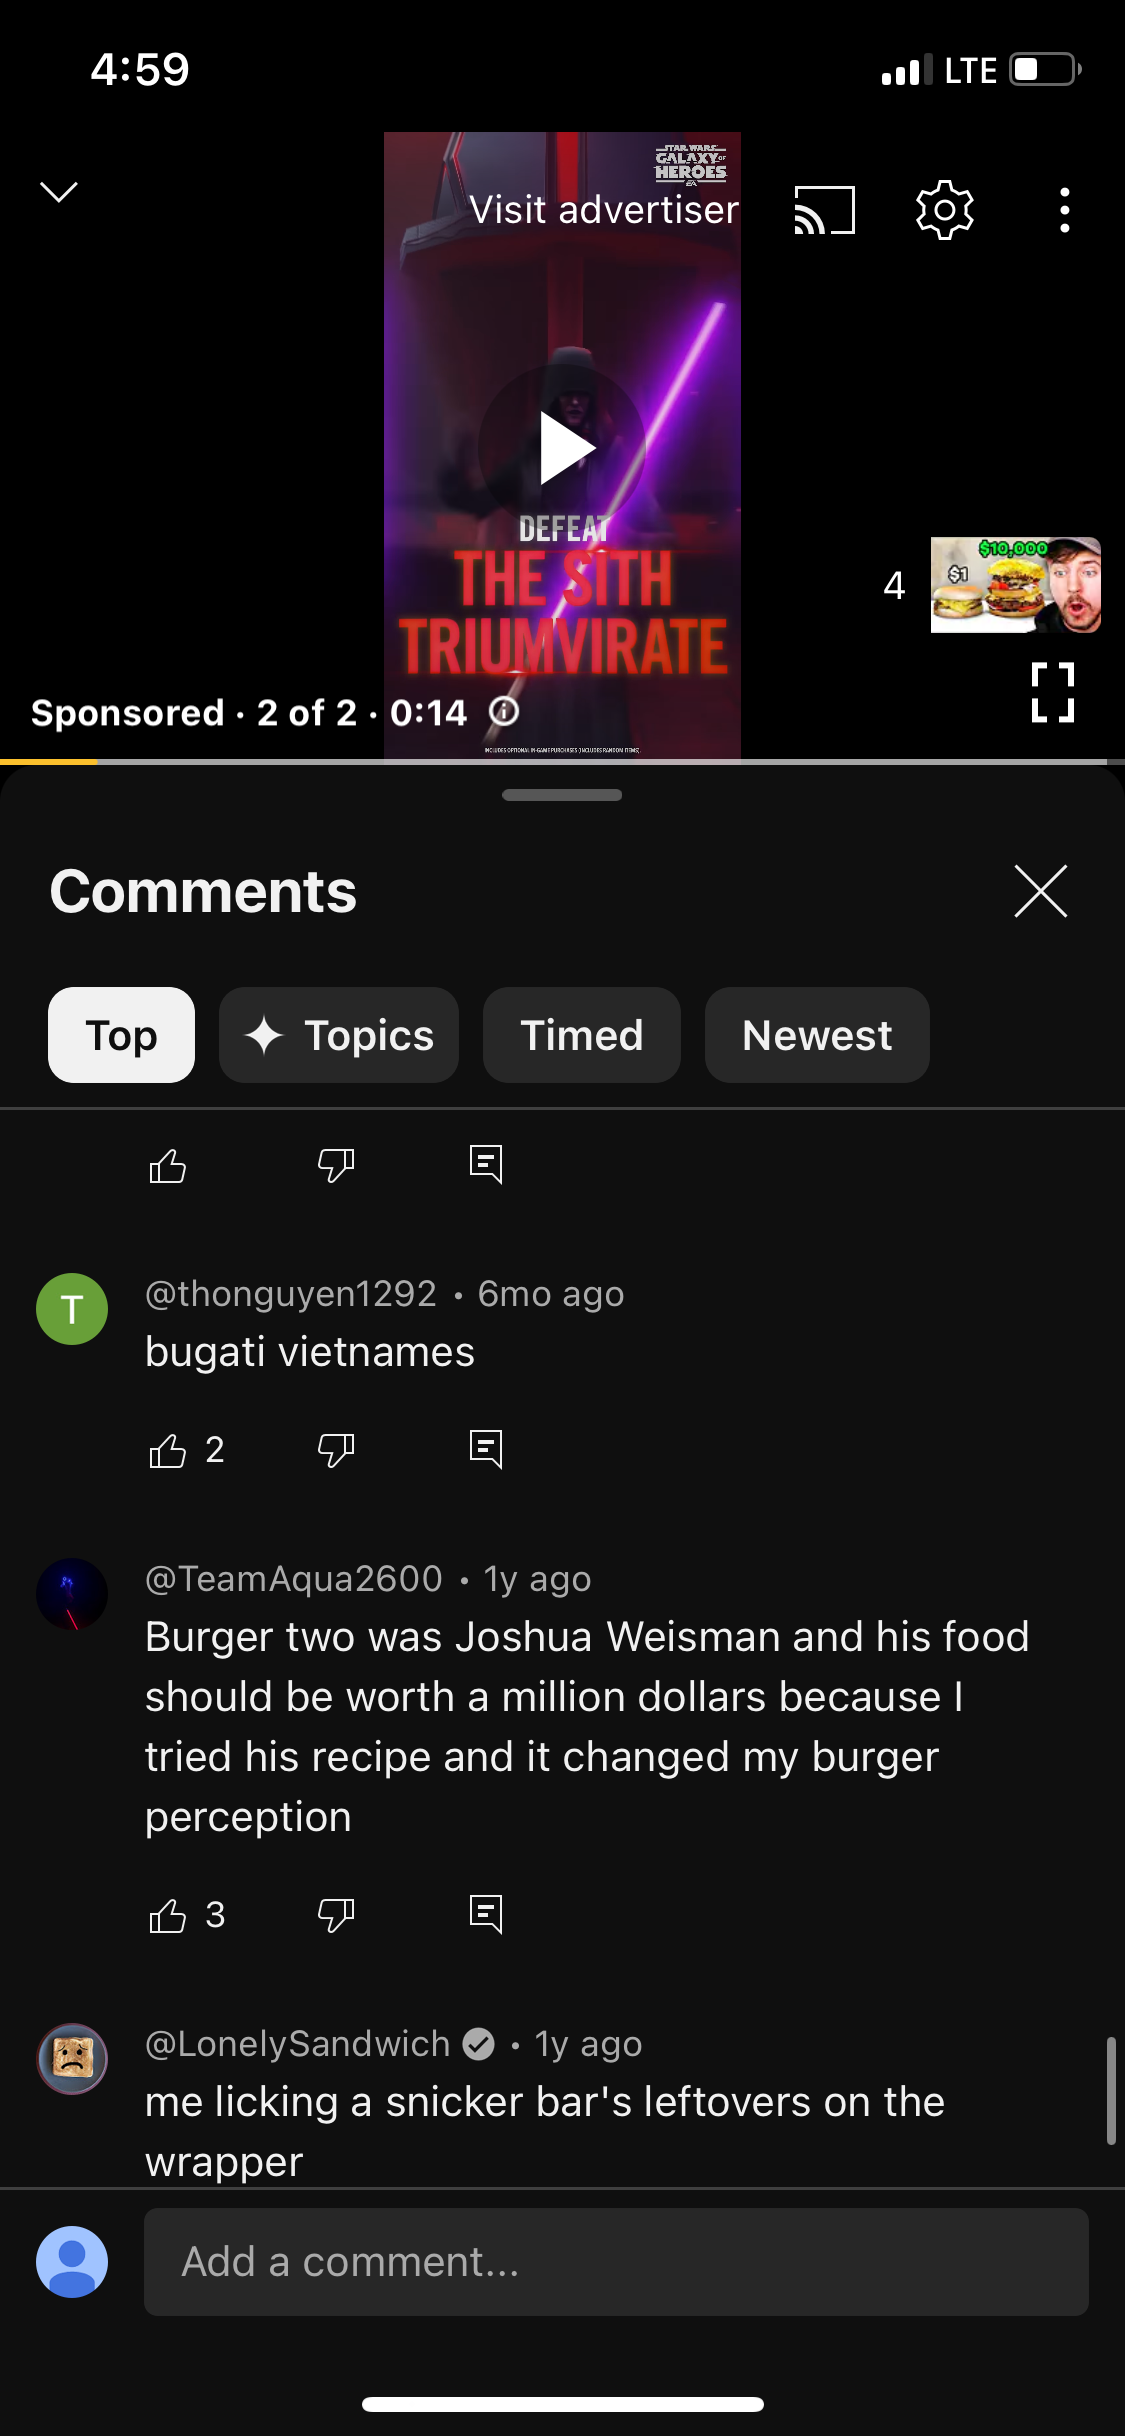 4:59
LTE
STAR WARS
GALAXY OF
HEROES
EA
Visit advertiser
DEFEAT
THE SITH
TRIUMVIRATE
4
$10,000
$1
Sponsored · 2 of 2 · 0:14
INCLUDES OPTIONAL IN-GAME PURCHASES (INCLUDES RANDOM ITEMS).
Comments
Top
Topics
Timed
Newest
T
@thonguyen1292 • 6mo ago
bugati vietnames
2
@TeamAqua2600 • 1y ago
Burger two was Joshua Weisman and his food
should be worth a million dollars because I
tried his recipe and it changed my burger
perception
3
@LonelySandwich • 1y ago
me licking a snicker bar's leftovers on the
wrapper
Add a comment...